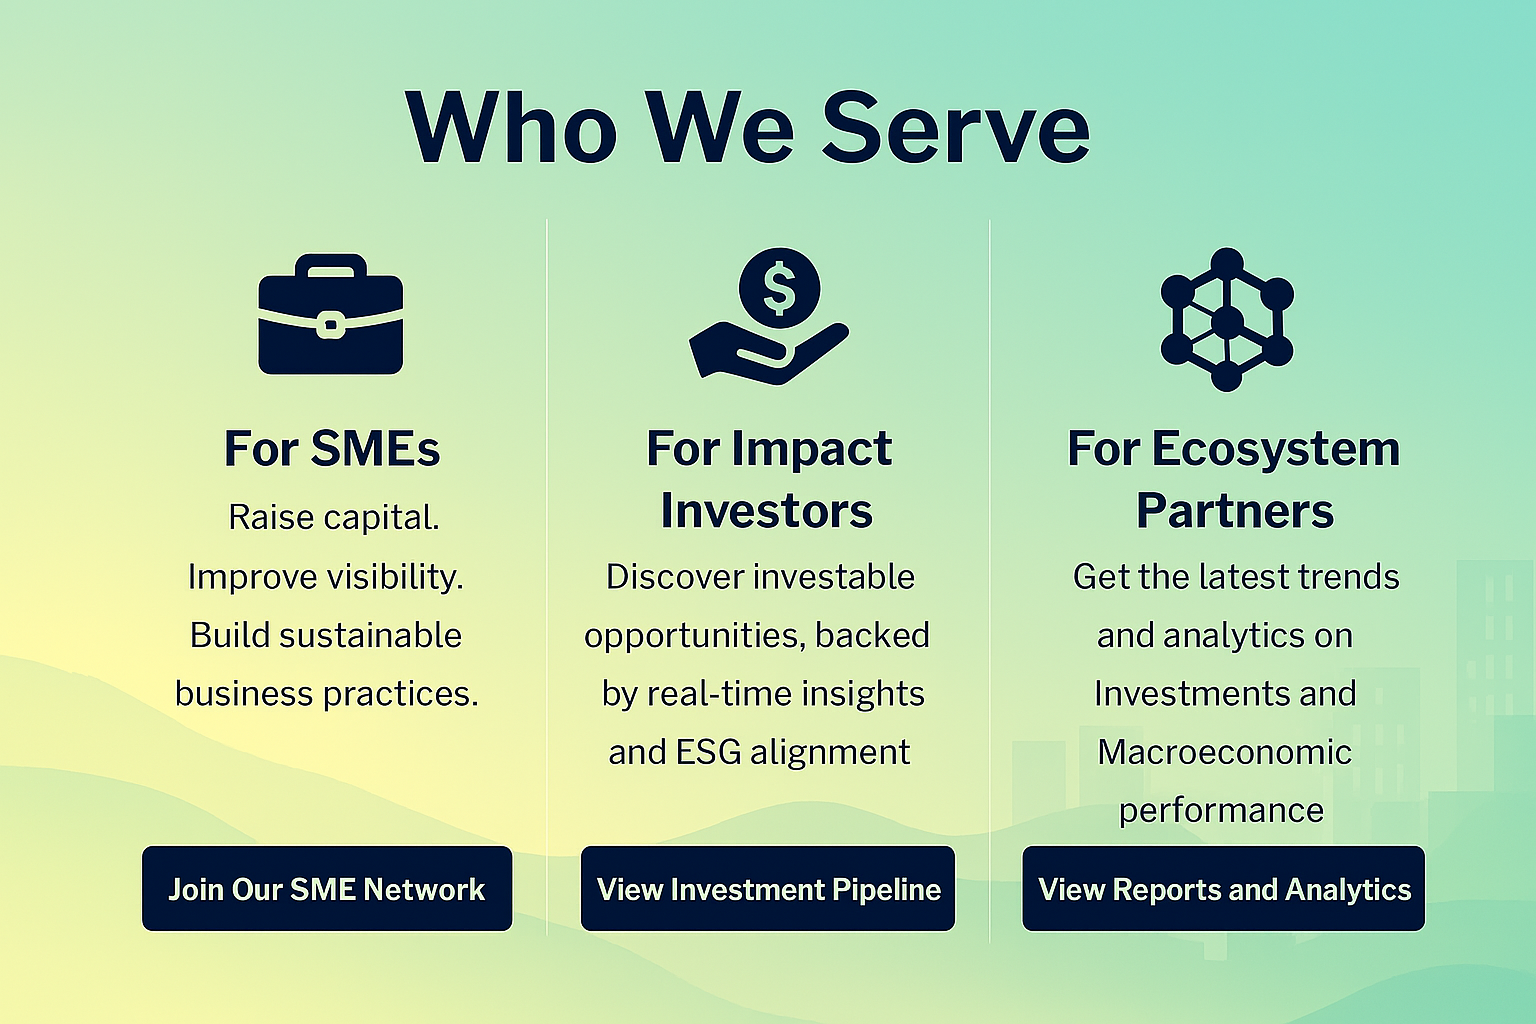 Who We Serve
For SMEs
Raise capital.
Improve visibility.
Build sustainable
business practices.
Join Our SME Network
$
For Impact
Investors
Discover investable
opportunities, backed
by real-time insights
and ESG alignment
View Investment Pipeline
For Ecosystem
Partners
Get the latest trends
and analytics on
Investments and
Macroeconomic
performance
View Reports and Analytics